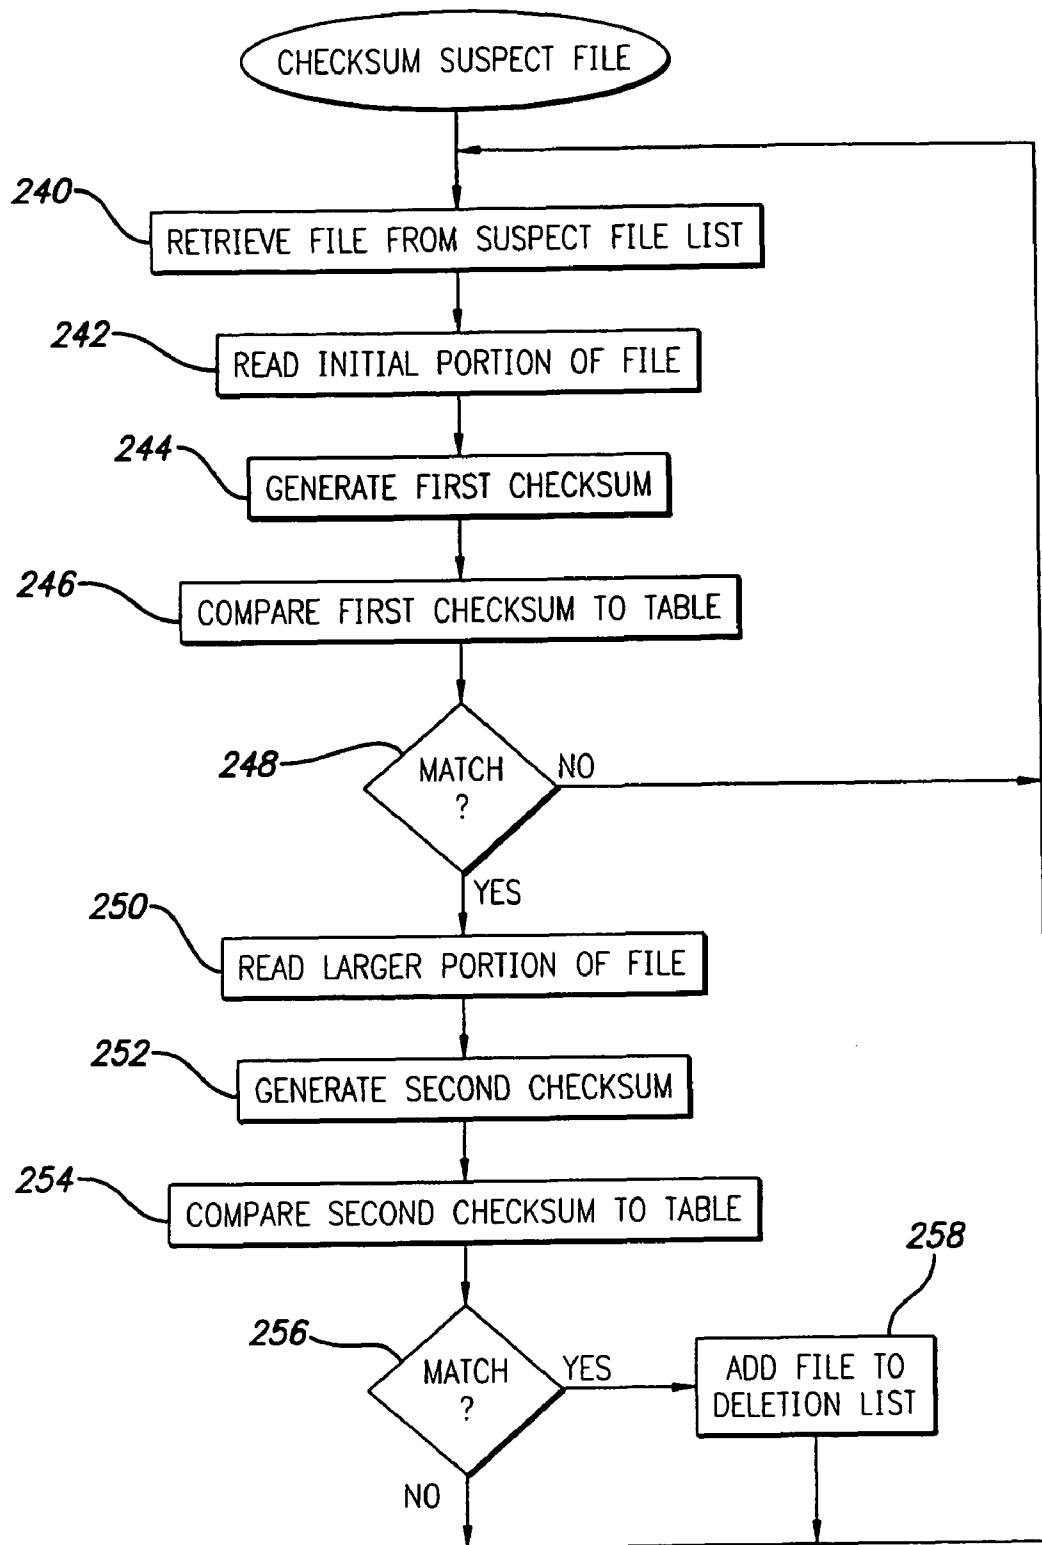 CHECKSUM SUSPECT FILE
240
RETRIEVE FILE FROM SUSPECT FILE LIST
242
READ INITIAL PORTION OF FILE
244
GENERATE FIRST CHECKSUM
246
COMPARE FIRST CHECKSUM TO TABLE
248
MATCH
?
NO
YES
250
READ LARGER PORTION OF FILE
252
GENERATE SECOND CHECKSUM
254
COMPARE SECOND CHECKSUM TO TABLE
256
MATCH
?
YES
NO
258
ADD FILE TO
DELETION LIST